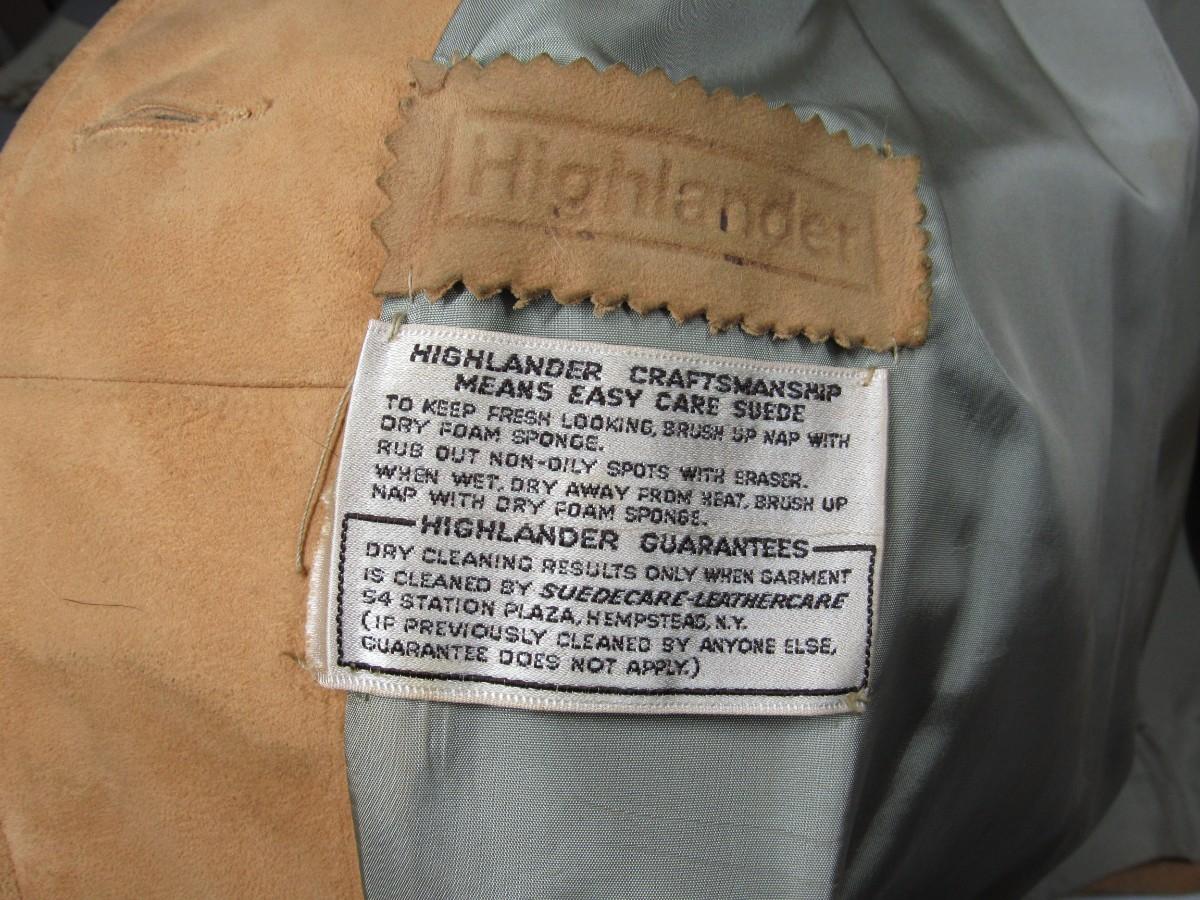 Highlander
HIGHLANDER CRAFTSMANSHIP
MEANS EASY CARE SUEDE
TO KEEP FRESH LOOKING, BRUSH UP NAP WITH
DRY FOAM SPONGE.
RUB OUT NON-OILY SPOTS WITH ERASER.
WHEN WET, DRY AWAY FROM HEAT, BRUSH UP
NAP WITH DRY FOAM SPONGE.
HIGHLANDER GUARANTEES
DRY CLEANING RESULTS ONLY WHEN GARMENT
IS CLEANED BY SUEDECARE-LEATHERCARE
54 STATION PLAZA, HEMPSTEAD, N.Y.
(IF PREVIOUSLY CLEANED BY ANYONE ELSE,
GUARANTEE DOES NOT APPLY.)